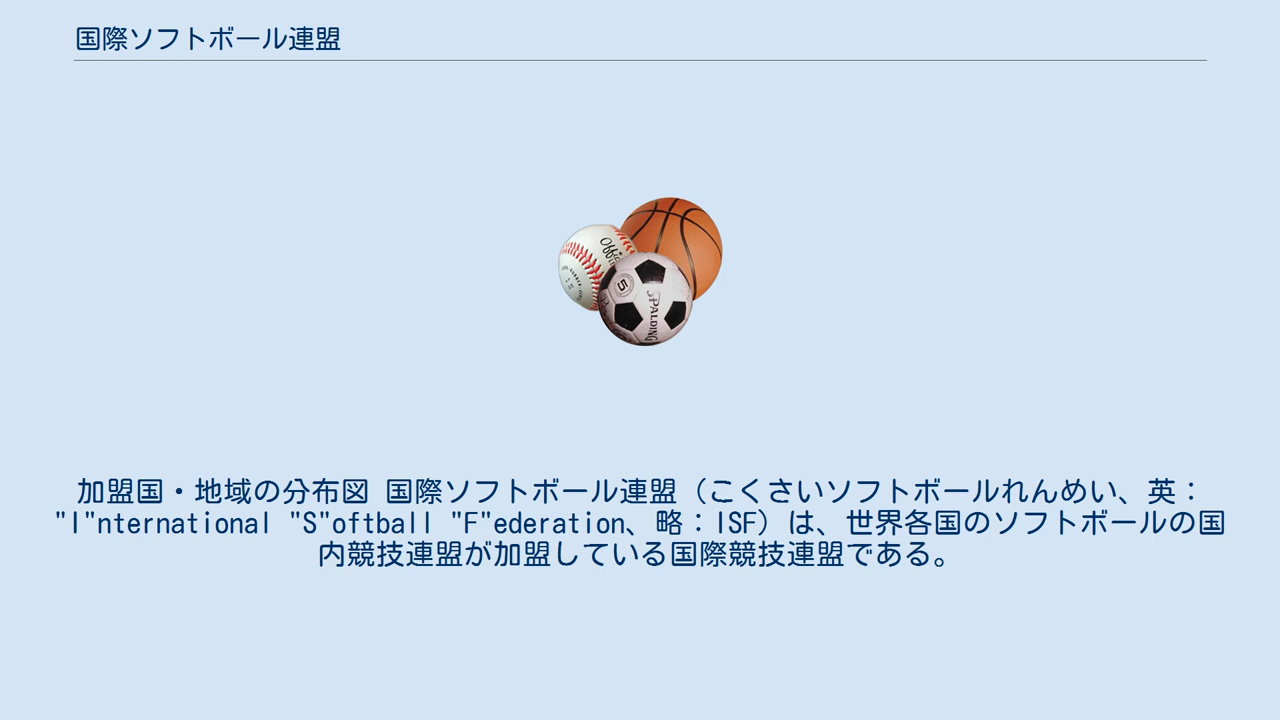 国際ソフトボール連盟
Offic
5
SPALDING
加盟国・地域の分布図 国際ソフトボール連盟（こくさいソフトボールれんめい、英：
"I"nternational "S"oftball "F"ederation、略：ISF）は、世界各国のソフトボールの国
内競技連盟が加盟している国際競技連盟である。